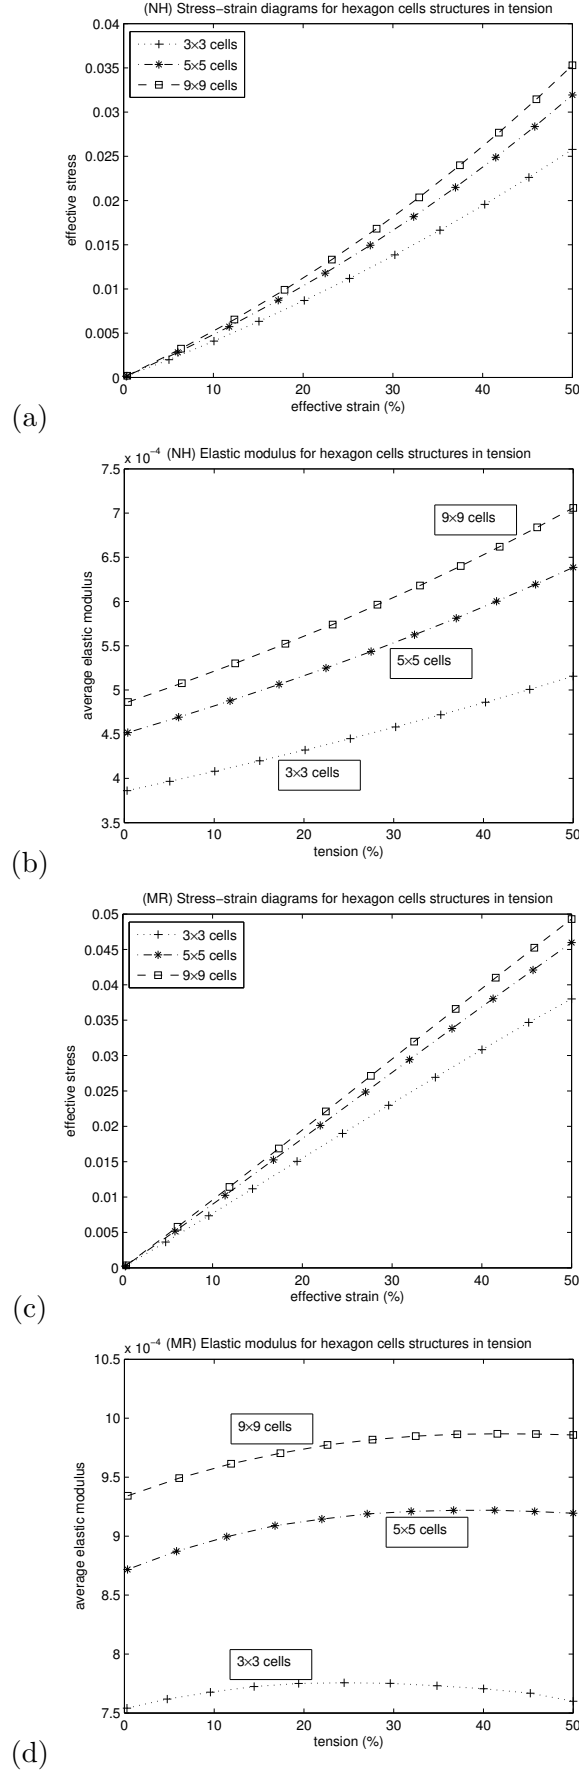 (NH) Stress−strain diagrams for hexagon cells structures in tension
0.04
0.035
0.03
0.025
0.02
0.015
0.01
0.005
0
3×3 cells
5×5 cells
9×9 cells
effective stress
0 10 20 30 40 50
effective strain (%)
(a)
x 10⁻⁴ (NH) Elastic modulus for hexagon cells structures in tension
7.5
7
6.5
6
5.5
5
4.5
4
3.5
9×9 cells
5×5 cells
3×3 cells
average elastic modulus
0 10 20 30 40 50
tension (%)
(b)
(MR) Stress−strain diagrams for hexagon cells structures in tension
0.05
0.045
0.04
0.035
0.03
0.025
0.02
0.015
0.01
0.005
0
3×3 cells
5×5 cells
9×9 cells
effective stress
0 10 20 30 40 50
effective strain (%)
(c)
x 10⁻⁴ (MR) Elastic modulus for hexagon cells structures in tension
10.5
10
9.5
9
8.5
8
7.5
9×9 cells
5×5 cells
3×3 cells
average elastic modulus
0 10 20 30 40 50
tension (%)
(d)